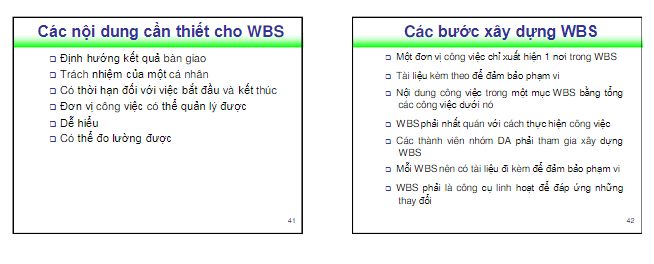 Các nội dung cần thiết cho WBS
Định hướng kết quả bàn giao
Trách nhiệm của một cá nhân
Có thời hạn đối với việc bắt đầu và kết thúc
Đơn vị công việc có thể quản lý được
Dễ hiểu
Có thể đo lường được
41
Các bước xây dựng WBS
Một đơn vị công việc chỉ xuất hiện 1 nơi trong WBS
Tài liệu kèm theo để đảm bảo phạm vi
Nội dung công việc trong một mục WBS bằng tổng
các công việc dưới nó
WBS phải nhất quán với cách thực hiện công việc
Các thành viên nhóm DA phải tham gia xây dựng
WBS
Mỗi WBS nên có tài liệu đi kèm để đảm bảo phạm vi
WBS phải là công cụ linh hoạt để đáp ứng những
thay đổi
42